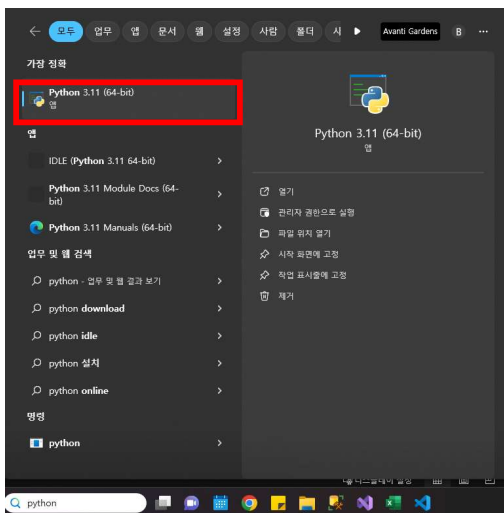 모두 업무 앱 문서 웹 설정 사람 폴더 Avanti Gardens B
가장 정확
Python 3.11 (64-bit)
앱
앱
IDLE (Python 3.11 64-bit)
Python 3.11 Module Docs (64-
bit)
Python 3.11 Manuals (64-bit)
업무 및 웹 검색
python - 업무 및 웹 결과 보기
python download
python idle
python 설치
python online
명령
python
Python 3.11 (64-bit)
앱
열기
관리자 권한으로 실행
파일 위치 열기
시작 화면에 고정
작업 표시줄에 고정
제거
python